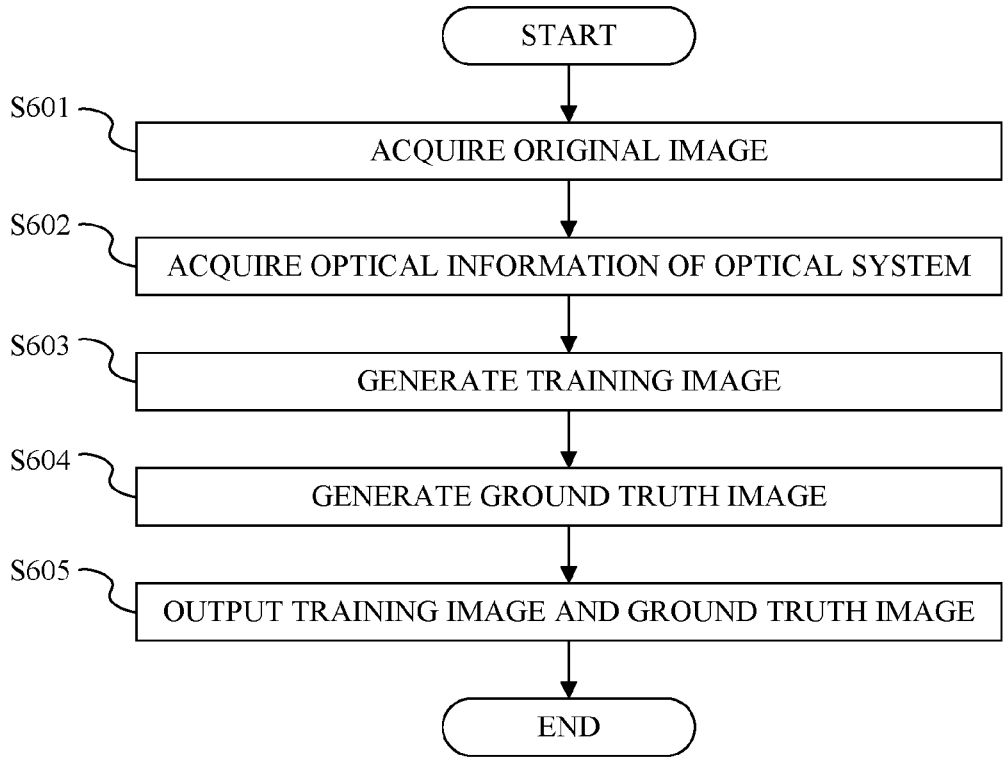 START
S601
ACQUIRE ORIGINAL IMAGE
S602
ACQUIRE OPTICAL INFORMATION OF OPTICAL SYSTEM
S603
GENERATE TRAINING IMAGE
S604
GENERATE GROUND TRUTH IMAGE
S605
OUTPUT TRAINING IMAGE AND GROUND TRUTH IMAGE
END